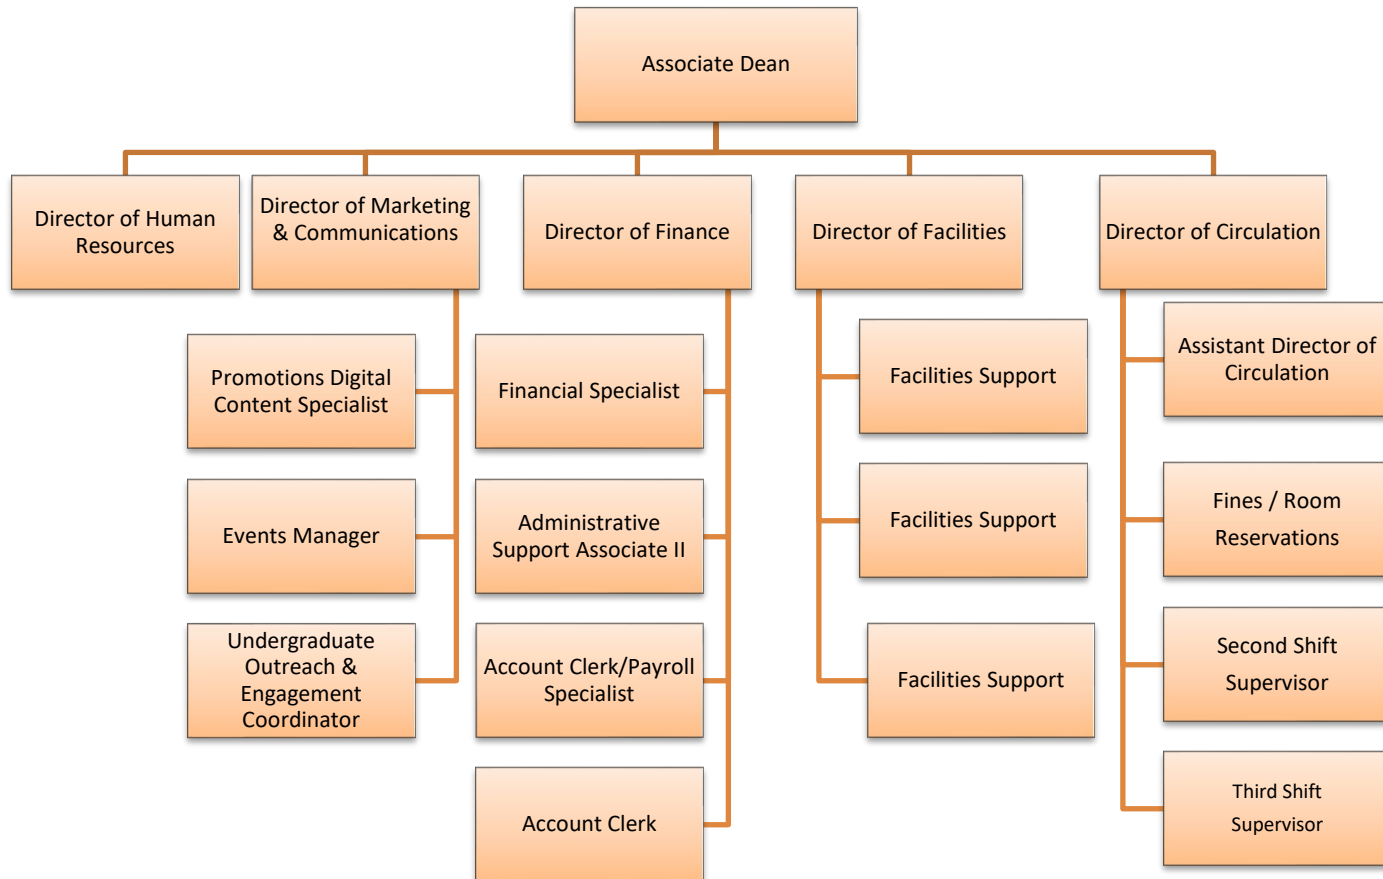 Associate Dean
Director of Human
Resources
Director of Marketing
& Communications
Director of Finance
Director of Facilities
Director of Circulation
Promotions Digital
Content Specialist
Events Manager
Undergraduate
Outreach &
Engagement
Coordinator
Financial Specialist
Administrative
Support Associate II
Account Clerk/Payroll
Specialist
Account Clerk
Facilities Support
Facilities Support
Facilities Support
Assistant Director of
Circulation
Fines / Room
Reservations
Second Shift
Supervisor
Third Shift
Supervisor